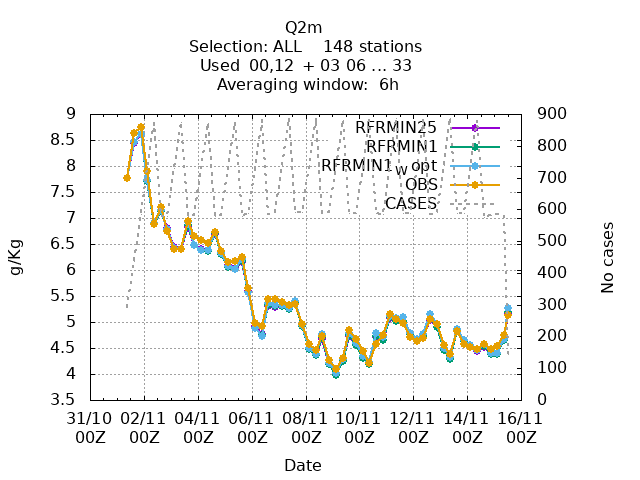 Q2m
Selection: ALL 148 stations
Used 00,12 + 03 06 ... 33
Averaging window: 6h
9 900
8.5 800
8 700
7.5 600
7 500
6.5 400
6 300
5.5 200
5 100
4.5 0
4
3.5
RFRMIN25
RFRMIN1
RFRMIN1 w opt
OBS
CASES
g/Kg
No cases
31/10 02/11 04/11 06/11 08/11 10/11 12/11 14/11 16/11
00Z 00Z 00Z 00Z 00Z 00Z 00Z 00Z 00Z
Date